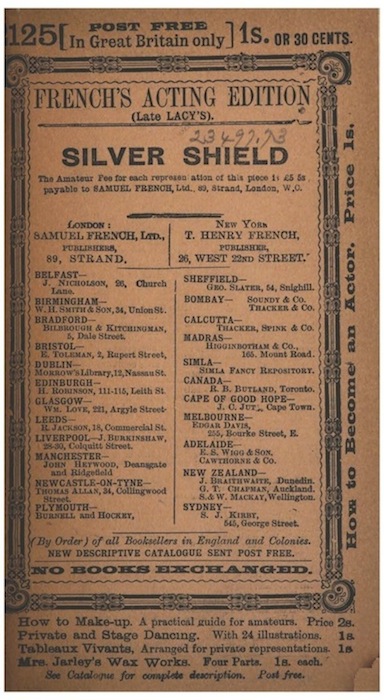 125 [POST FREE In Great Britain only] 1s. OR 30 CENTS.
FRENCH'S ACTING EDITION
(Late LACY'S).
23497.73
SILVER SHIELD
The Amateur Fee for each representation of this piece is £5 5s
payable to SAMUEL FRENCH, Ltd., 89, Strand, London, W.C.
LONDON:
SAMUEL FRENCH, LTD.,
PUBLISHERS,
89, STRAND.
NEW YORK
T. HENRY FRENCH,
PUBLISHER,
26, WEST 22ND STREET.
BELFAST—
J. NICHOLSON, 26, Church
Lane.
BIRMINGHAM—
W. H. SMITH & SON, 34, Union St.
BRADFORD—
BILBROUGH & KITCHINGMAN,
5, Dale Street.
BRISTOL—
E. TOLEMAN, 2, Rupert Street,
DUBLIN—
MORROW'S Library, 12, Nassau St.
EDINBURGH—
H. ROBINSON, 111-115, Leith St.
GLASGOW—
WM. LOVE, 221, Argyle Street
LEEDS—
R. JACKSON, 18, Commercial St.
LIVERPOOL—J. BURKINSHAW,
28-30, Colquitt Street.
MANCHESTER—
JOHN HEYWOOD, Deansgate
and Ridgefield
NEWCASTLE-ON-TYNE—
THOMAS ALLAN, 34, Collingwood
Street.
PLYMOUTH—
BURNELL and HOCKEY,
SHEFFIELD—
GEO. SLATER, 54, Snighill.
BOMBAY— SOUNDY & Co.
THACKER & Co.
CALCUTTA—
THACKER, SPINK & Co.
MADRAS—
HIGGINBOTHAM & Co.,
165. Mount Road.
SIMLA—
SIMLA FANCY REPOSITORY.
CANADA—
R. B. BUTLAND, Toronto.
CAPE OF GOOD HOPE—
J. C. JUTA, Cape Town.
MELBOURNE—
EDGAR DAVIS,
255, Bourke Street, E.
ADELAIDE—
E. S. WIGG & SON,
CAWTHORNE & Co.
NEW ZEALAND—
J. BRAITHWAITE, Dunedin.
G. T. CHAPMAN, Auckland.
S. & W. MACKAY, Wellington.
SYDNEY—
S. J. KIRBY,
545, George Street.
(By Order) of all Booksellers in England and Colonies.
NEW DESCRIPTIVE CATALOGUE SENT POST FREE.
NO BOOKS EXCHANGED.
How to Become an Actor. Price 1s.
How to Make-up. A practical guide for amateurs. Price 2s.
Private and Stage Dancing. With 24 illustrations. 1s
Tableaux Vivants, Arranged for private representations. 1s
Mrs. Jarley's Wax Works. Four Parts. 1s. each.
See Catalogue for complete description. Post free.